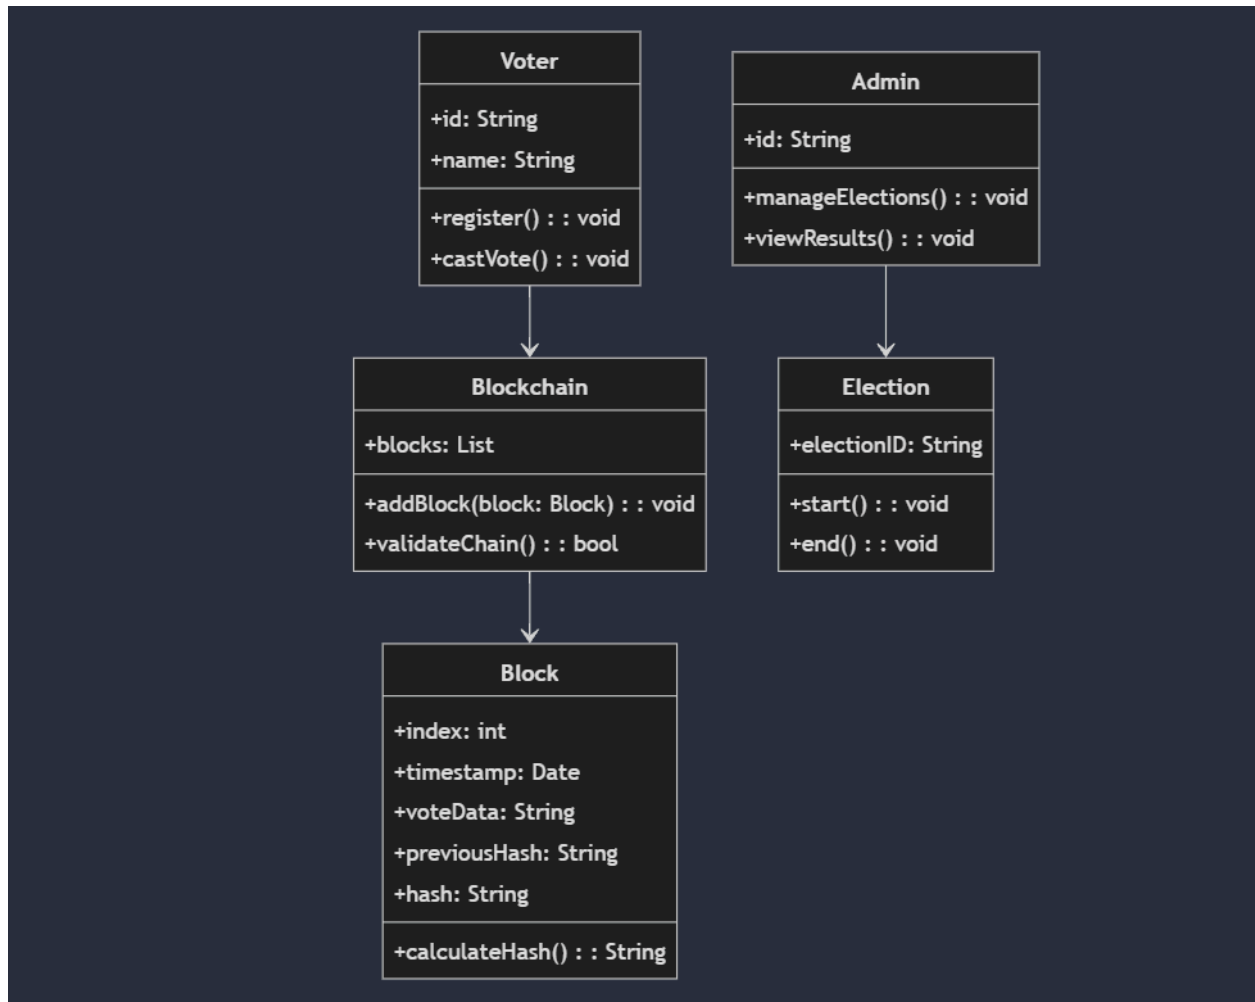 Voter
+id: String
+name: String
+register() : : void
+castVote() : : void
Admin
+id: String
+manageElections() : : void
+viewResults() : : void
Blockchain
+blocks: List
+addBlock(block: Block) : : void
+validateChain() : : bool
Election
+electionID: String
+start() : : void
+end() : : void
Block
+index: int
+timestamp: Date
+voteData: String
+previousHash: String
+hash: String
+calculateHash() : : String